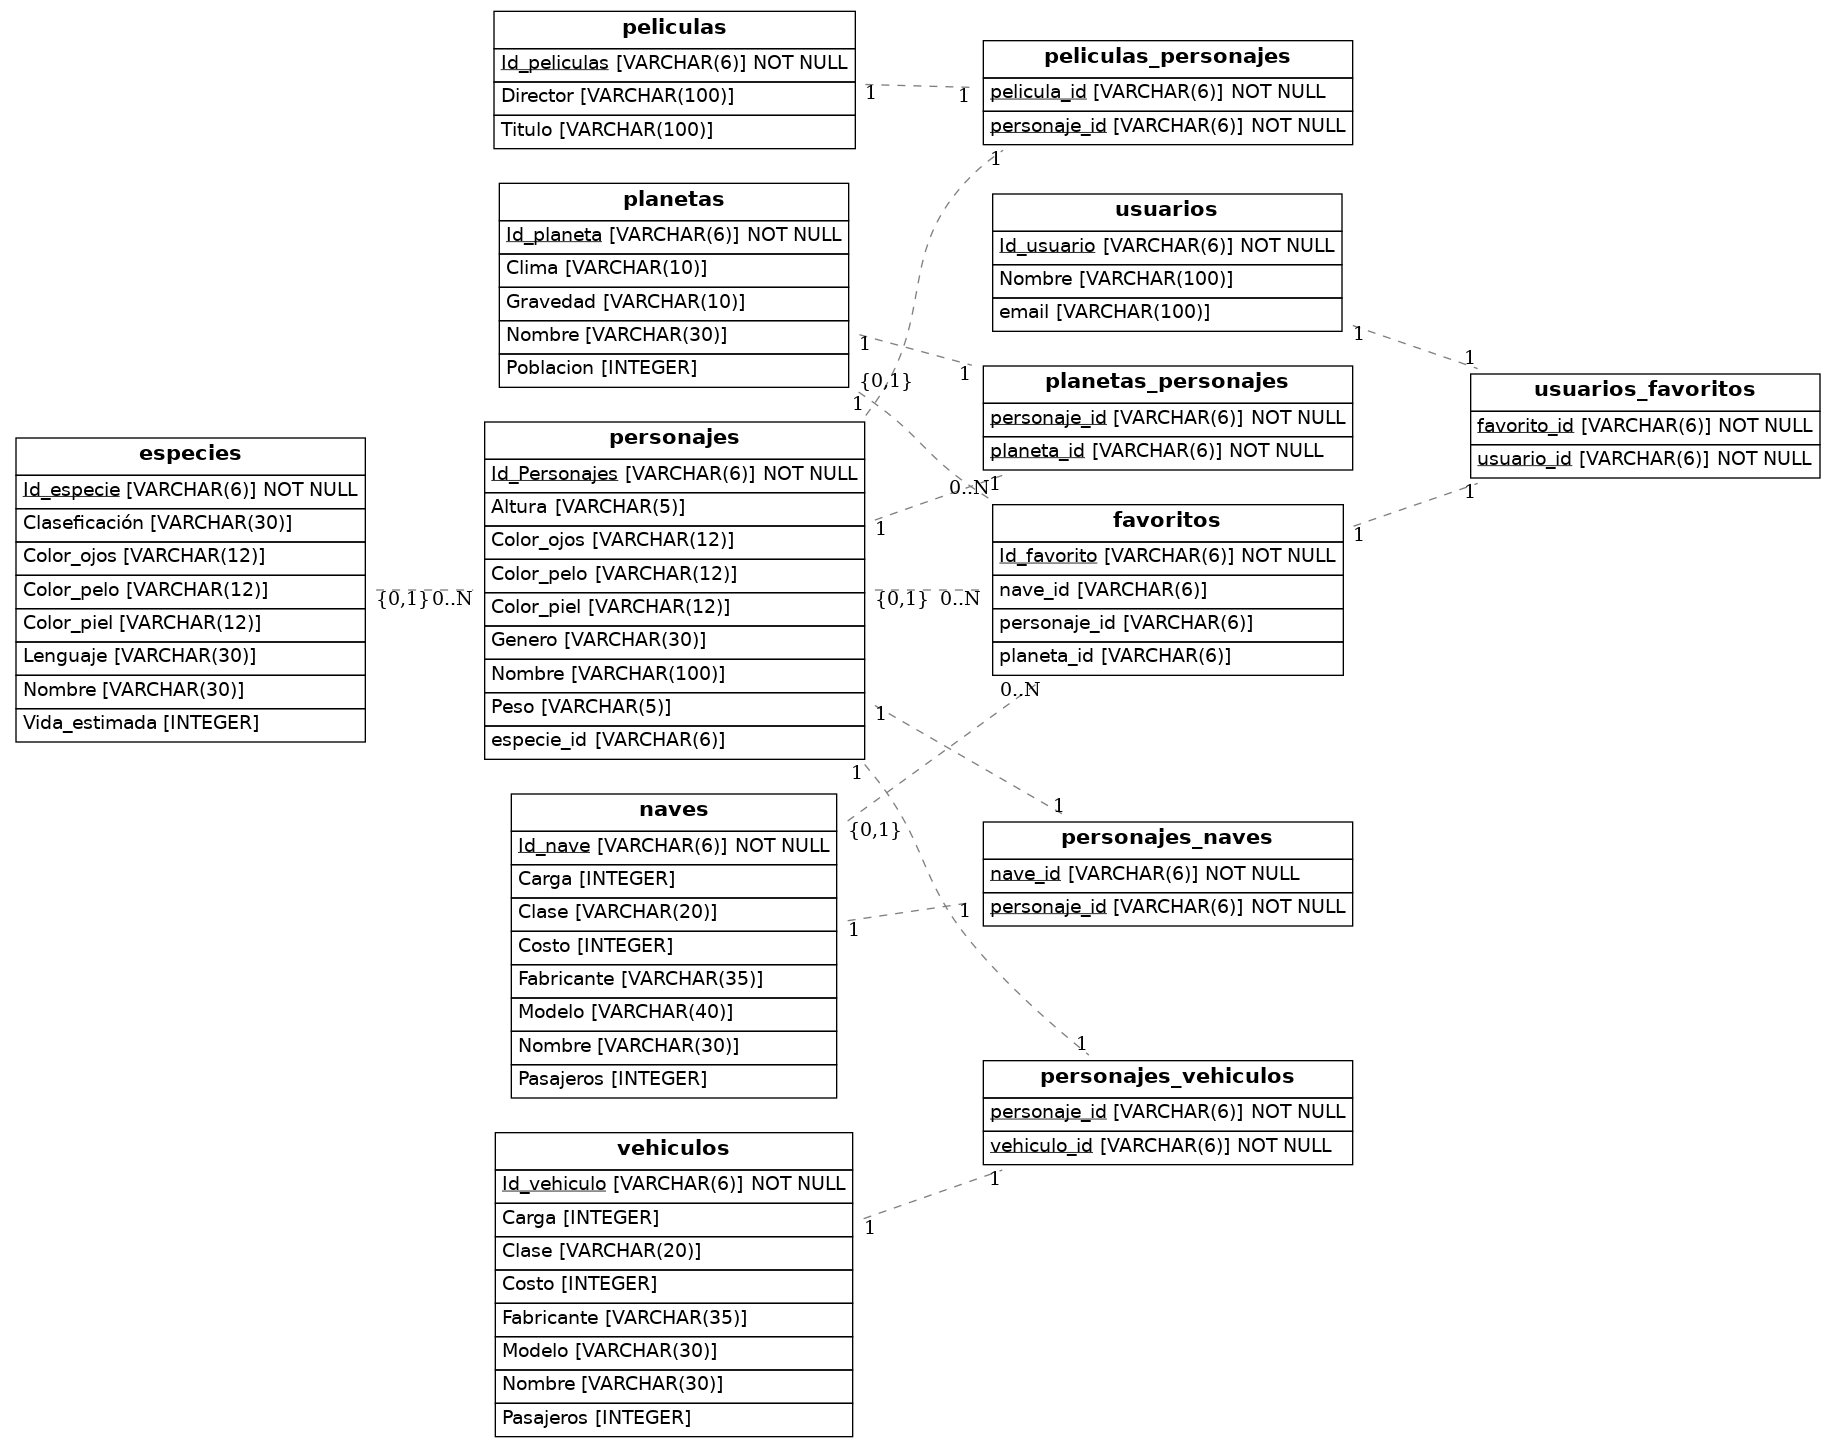 peliculas
Id_peliculas [VARCHAR(6)] NOT NULL
Director [VARCHAR(100)]
Titulo [VARCHAR(100)]
1
1
peliculas_personajes
pelicula_id [VARCHAR(6)] NOT NULL
personaje_id [VARCHAR(6)] NOT NULL
1
planetas
Id_planeta [VARCHAR(6)] NOT NULL
Clima [VARCHAR(10)]
Gravedad [VARCHAR(10)]
Nombre [VARCHAR(30)]
Poblacion [INTEGER]
1
1
{0,1}
1
usuarios
Id_usuario [VARCHAR(6)] NOT NULL
Nombre [VARCHAR(100)]
email [VARCHAR(100)]
1
1
planetas_personajes
personaje_id [VARCHAR(6)] NOT NULL
planeta_id [VARCHAR(6)] NOT NULL
0..N
1
usuarios_favoritos
favorito_id [VARCHAR(6)] NOT NULL
usuario_id [VARCHAR(6)] NOT NULL
1
1
especies
Id_especie [VARCHAR(6)] NOT NULL
Claseficación [VARCHAR(30)]
Color_ojos [VARCHAR(12)]
Color_pelo [VARCHAR(12)]
Color_piel [VARCHAR(12)]
Lenguaje [VARCHAR(30)]
Nombre [VARCHAR(30)]
Vida_estimada [INTEGER]
{0,1}
0..N
personajes
Id_Personajes [VARCHAR(6)] NOT NULL
Altura [VARCHAR(5)]
Color_ojos [VARCHAR(12)]
Color_pelo [VARCHAR(12)]
Color_piel [VARCHAR(12)]
Genero [VARCHAR(30)]
Nombre [VARCHAR(100)]
Peso [VARCHAR(5)]
especie_id [VARCHAR(6)]
1
{0,1}
0..N
1
1
favoritos
Id_favorito [VARCHAR(6)] NOT NULL
nave_id [VARCHAR(6)]
personaje_id [VARCHAR(6)]
planeta_id [VARCHAR(6)]
0..N
naves
Id_nave [VARCHAR(6)] NOT NULL
Carga [INTEGER]
Clase [VARCHAR(20)]
Costo [INTEGER]
Fabricante [VARCHAR(35)]
Modelo [VARCHAR(40)]
Nombre [VARCHAR(30)]
Pasajeros [INTEGER]
{0,1}
1
1
1
personajes_naves
nave_id [VARCHAR(6)] NOT NULL
personaje_id [VARCHAR(6)] NOT NULL
1
personajes_vehiculos
personaje_id [VARCHAR(6)] NOT NULL
vehiculo_id [VARCHAR(6)] NOT NULL
1
vehiculos
Id_vehiculo [VARCHAR(6)] NOT NULL
Carga [INTEGER]
Clase [VARCHAR(20)]
Costo [INTEGER]
Fabricante [VARCHAR(35)]
Modelo [VARCHAR(30)]
Nombre [VARCHAR(30)]
Pasajeros [INTEGER]
1